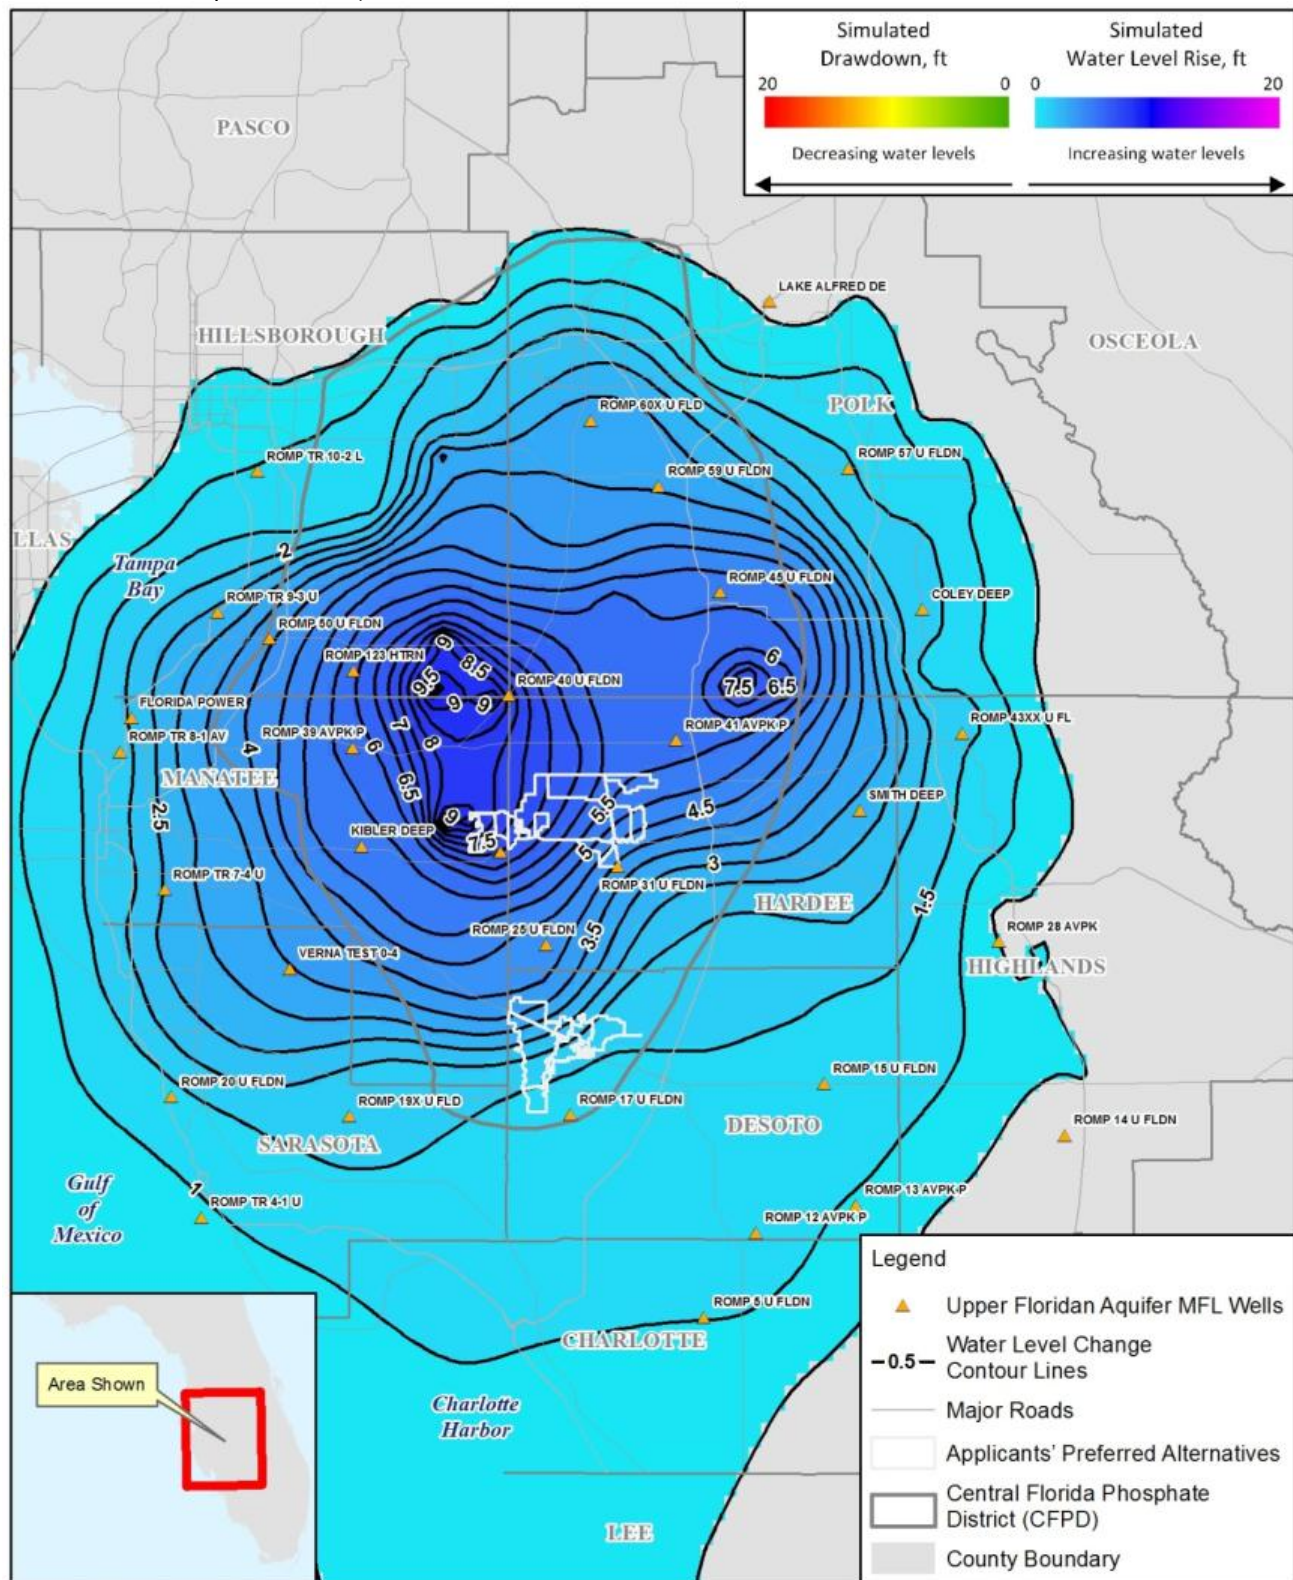 Simulated
Drawdown, ft
20
0
Decreasing water levels
Simulated
Water Level Rise, ft
0
20
Increasing water levels
PASCO
LAKE ALFRED DE
HILLSBOROUGH
OSCEOLA
ROMP 60X U FLD
POLK
ROMP TR 10-2 L
ROMP 59 U FLDN
ROMP 57 U FLDN
LLAS
2
Tampa
Bay
ROMP TR 9-3 U
ROMP 45 U FLDN
COLEY DEEP
ROMP 50 U FLDN
9
8.5
ROMP 123 HTRN
6
9.5
7.5
6.5
ROMP 40 U FLDN
FLORIDA POWER
9
9
7
8
ROMP 43XX U FL
ROMP TR 8-1 AV
4
ROMP 39 AVPK-P
6
ROMP 41 AVPK-P
MANATEE
6.5
2.5
5.5
4.5
SMITH DEEP
9
KIBLER DEEP
7.5
5
3
ROMP TR 7-4 U
ROMP 31 U FLDN
HARDEE
1.5
ROMP 25 U FLDN
3.5
ROMP 28 AVPK
VERNA TEST 0-4
HIGHLANDS
ROMP 20 U FLDN
ROMP 15 U FLDN
ROMP 19X U FLD
ROMP 17 U FLDN
DESOTO
ROMP 14 U FLDN
SARASOTA
Gulf
of
Mexico
1
ROMP TR 4-1 U
ROMP 13 AVPK-P
ROMP 12 AVPK-P
ROMP 5 U FLDN
CHARLOTTE
Charlotte
Harbor
LEE
Area Shown
Legend
Upper Floridan Aquifer MFL Wells
0.5
Water Level Change
Contour Lines
Major Roads
Applicants' Preferred Alternatives
Central Florida Phosphate
District (CFPD)
County Boundary